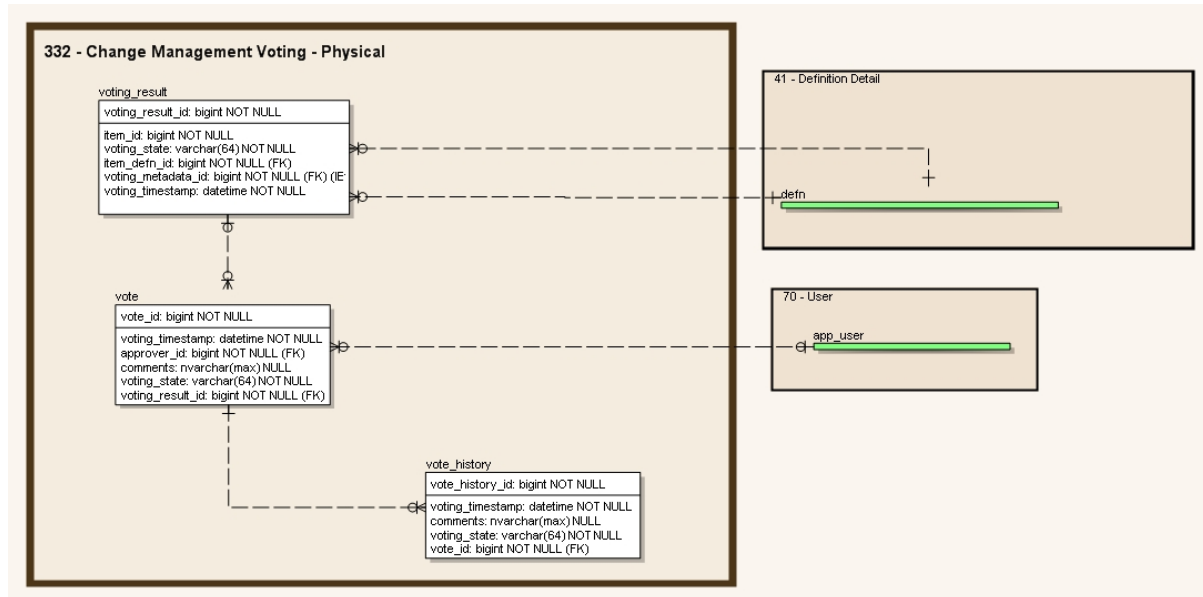 332 - Change Management Voting - Physical
voting_result
voting_result_id: bigint NOT NULL
item_id: bigint NOT NULL
voting_state: varchar(64) NOT NULL
item_defn_id: bigint NOT NULL (FK)
voting_metadata_id: bigint NOT NULL (FK) (IE
voting_timestamp: datetime NOT NULL
vote
vote_id: bigint NOT NULL
voting_timestamp: datetime NOT NULL
approver_id: bigint NOT NULL (FK)
comments: nvarchar(max) NULL
voting_state: varchar(64) NOT NULL
voting_result_id: bigint NOT NULL (FK)
vote_history
vote_history_id: bigint NOT NULL
voting_timestamp: datetime NOT NULL
comments: nvarchar(max) NULL
voting_state: varchar(64) NOT NULL
vote_id: bigint NOT NULL (FK)
41 - Definition Detail
defn
70 - User
app_user